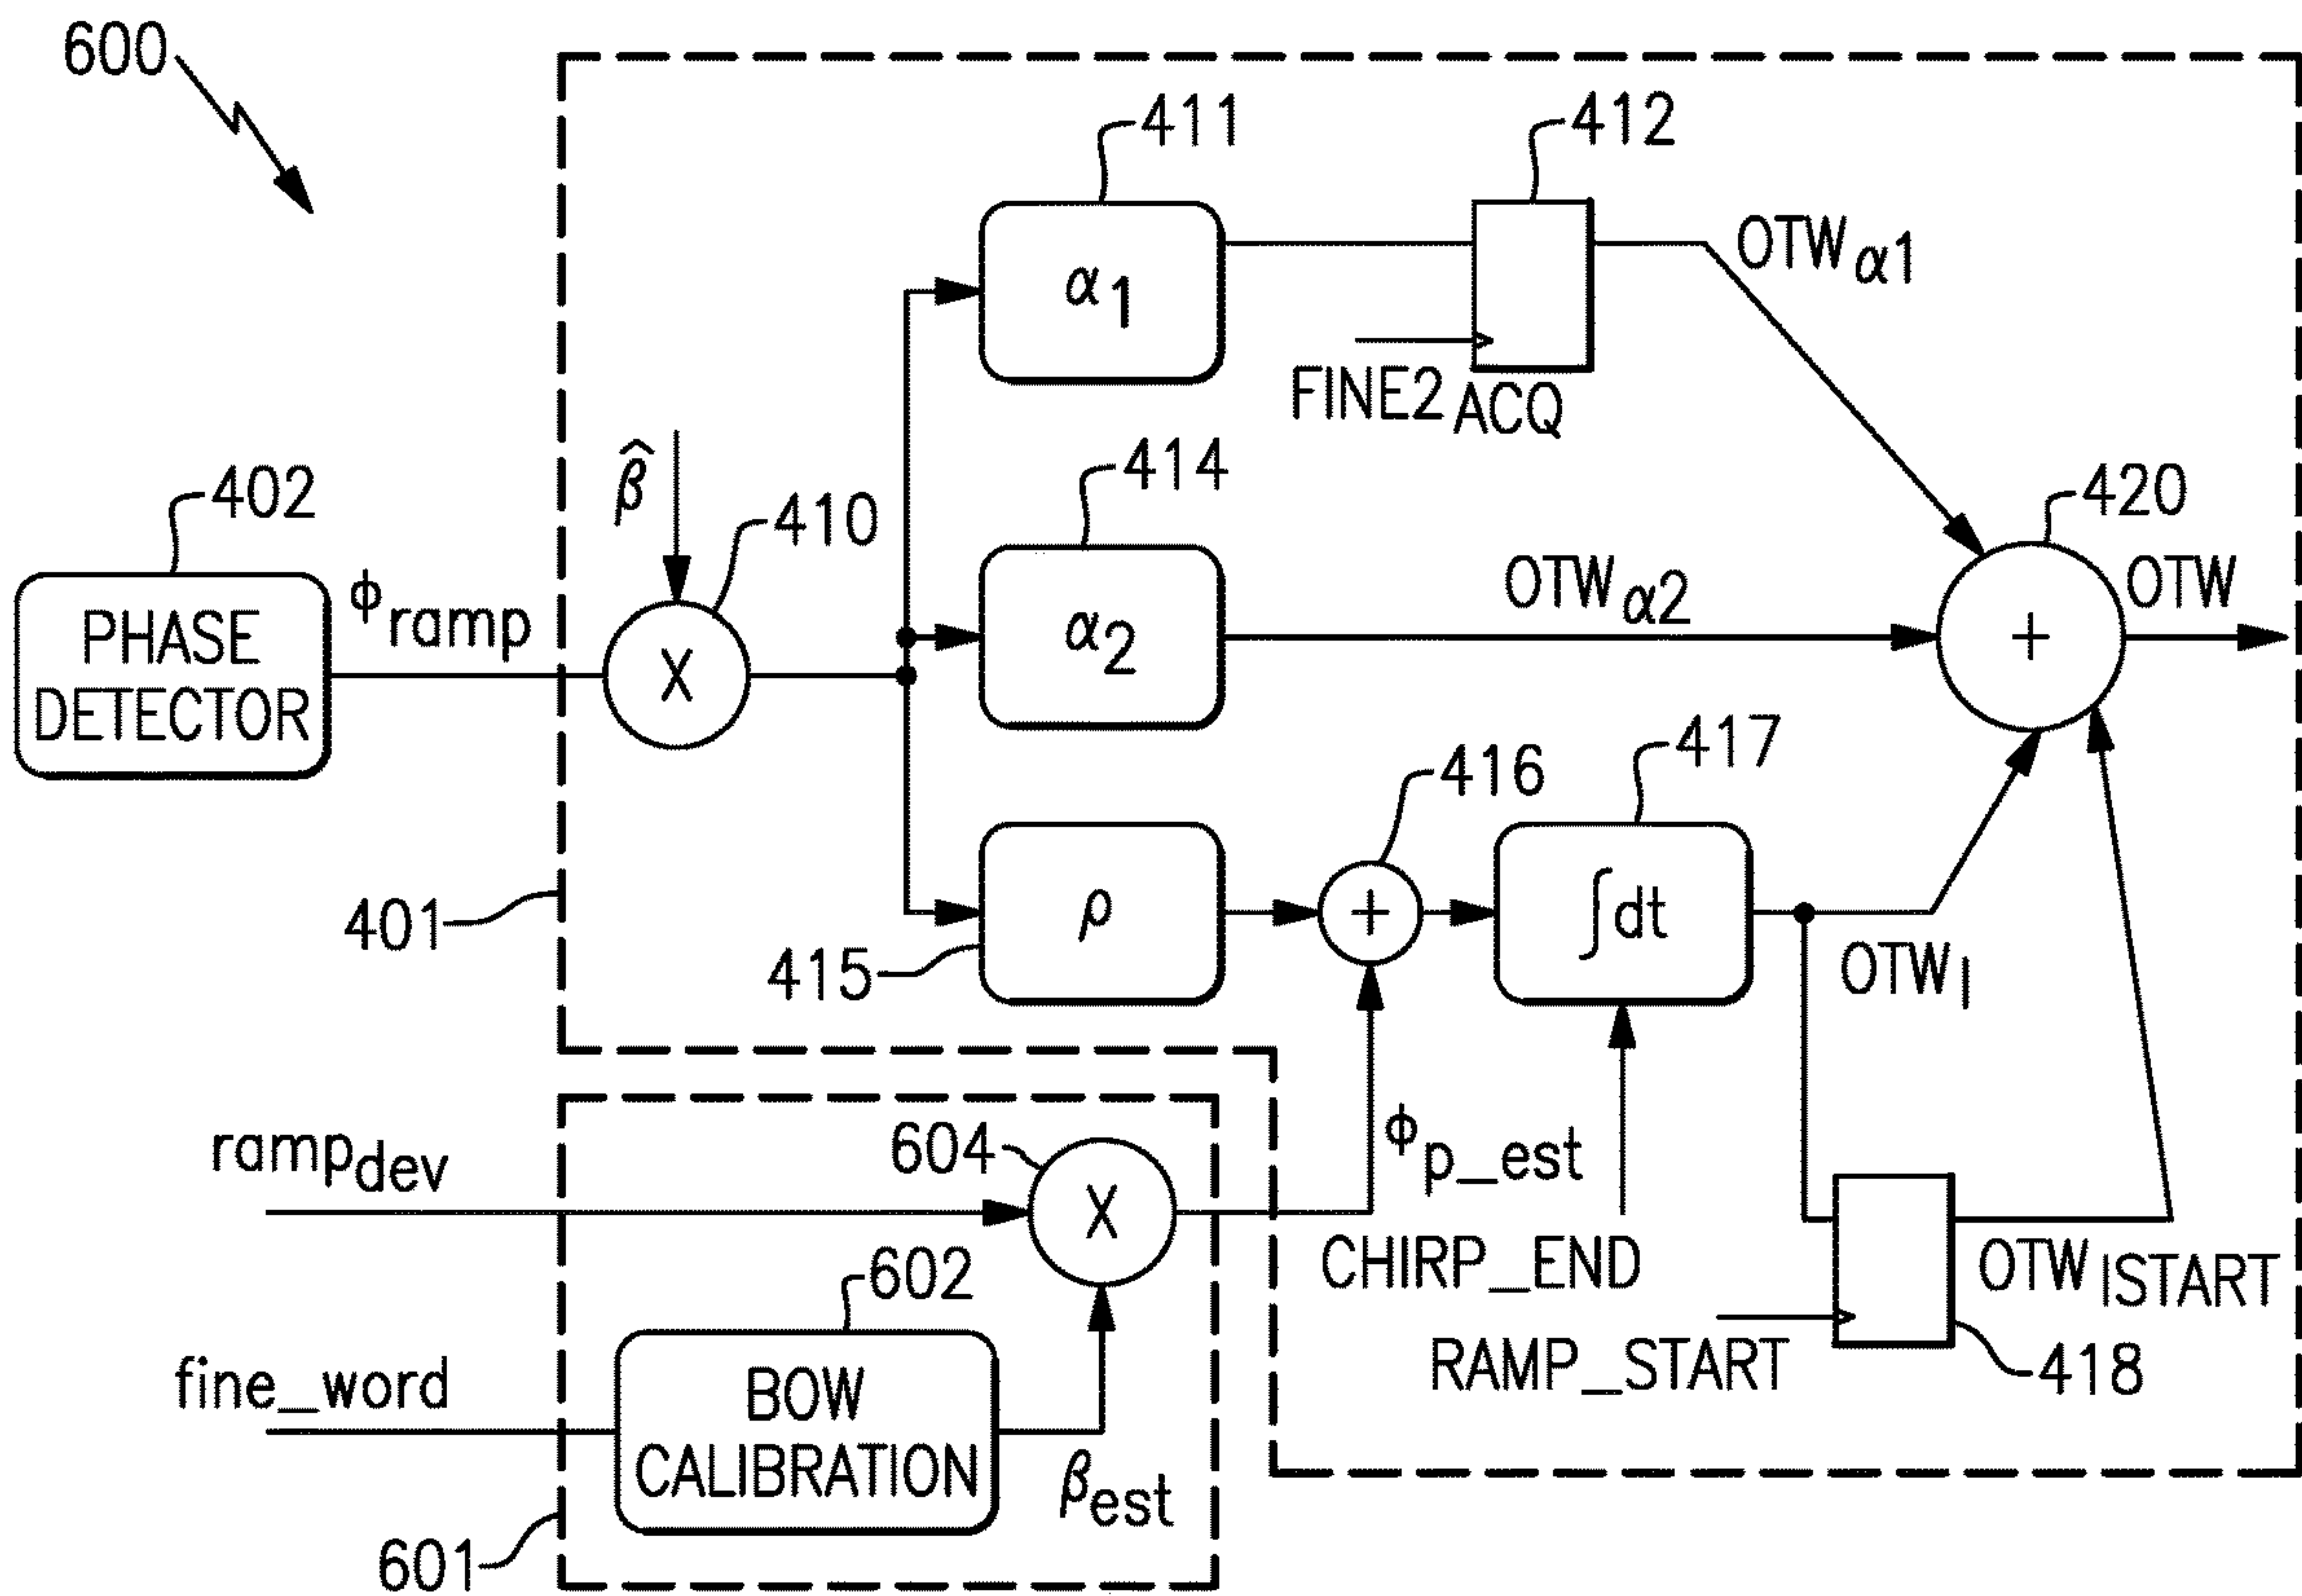 600
411
412
α1
OTWα1
FINE2ACQ
β̂
402
410
414
420
PHASE
DETECTOR
ϕramp
X
α2
OTWα2
+
OTW
416
417
401
415
ρ
+
∫dt
OTWI
rampdev
604
X
ϕp_est
CHIRP_END
OTWISTART
602
RAMP_START
418
fine_word
BOW
CALIBRATION
βest
601